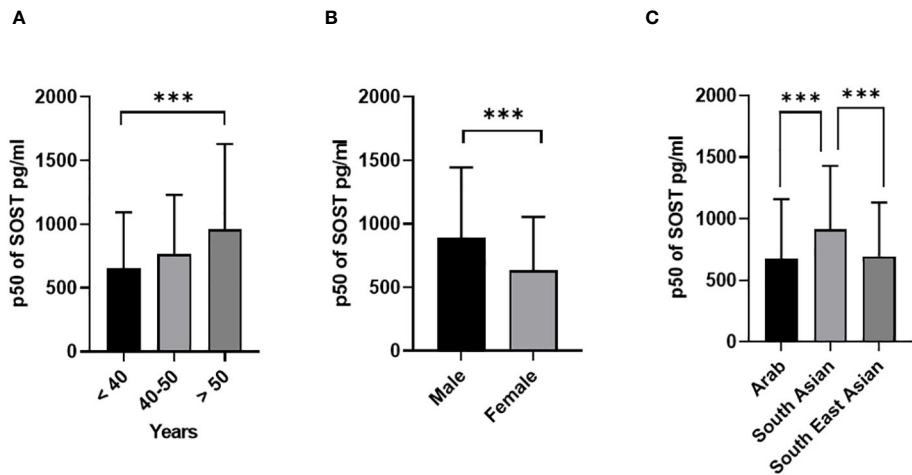 A
B
C
p50 of SOST pg/ml
2000
1500
1000
500
0
***
< 40
40-50
> 50
Years
p50 of SOST pg/ml
2000
1500
1000
500
0
***
Male
Female
p50 of SOST pg/ml
2000
1500
1000
500
0
***
***
Arab
South Asian
South East Asian